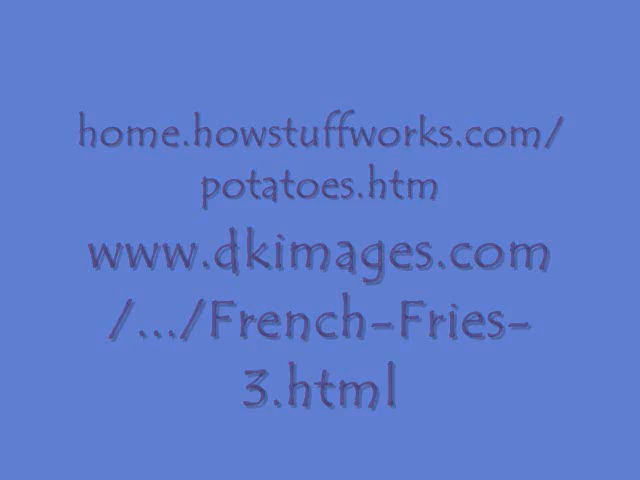 home.howstuffworks.com/
potatoes.htm
www.dkimages.com
/.../French-Fries-
3.html